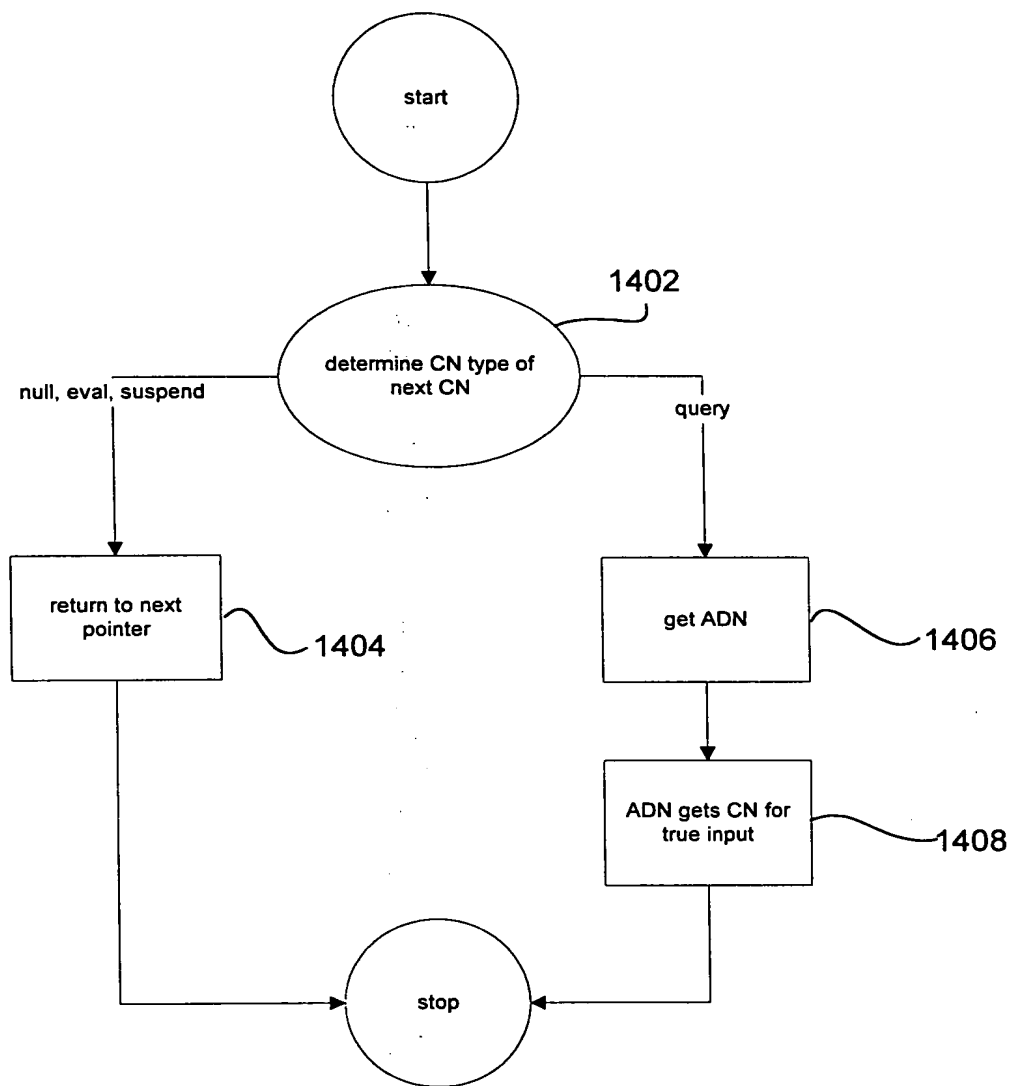 start
1402
determine CN type of
next CN
null, eval, suspend
query
return to next
pointer
1404
get ADN
1406
ADN gets CN for
true input
1408
stop